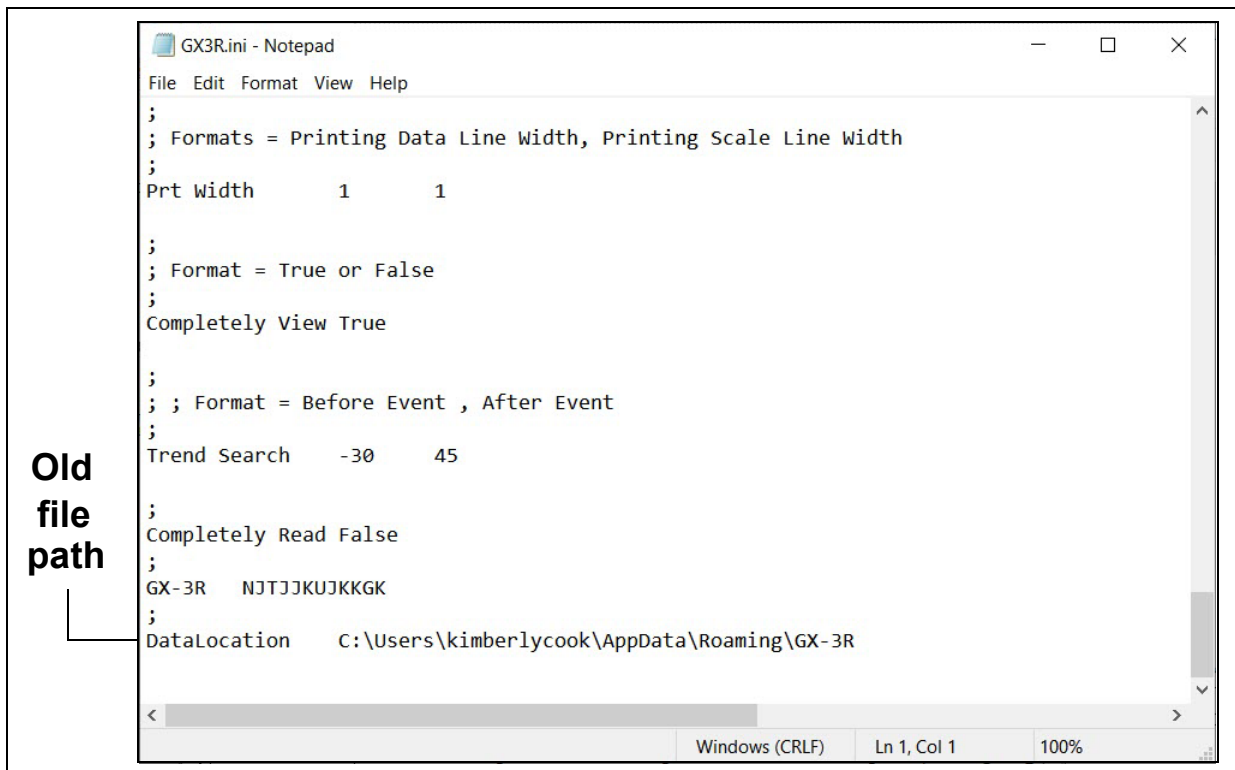 GX3R.ini - Notepad
File Edit Format View Help
;
; Formats = Printing Data Line Width, Printing Scale Line Width
;
Prt Width 1 1
;
; Format = True or False
;
Completely View True
;
; ; Format = Before Event , After Event
;
Trend Search -30 45
;
Completely Read False
;
GX-3R NJTJJKUJKKGK
;
DataLocation C:\Users\kimberlycook\AppData\Roaming\GX-3R
Old
file
path
Windows (CRLF) Ln 1, Col 1 100%